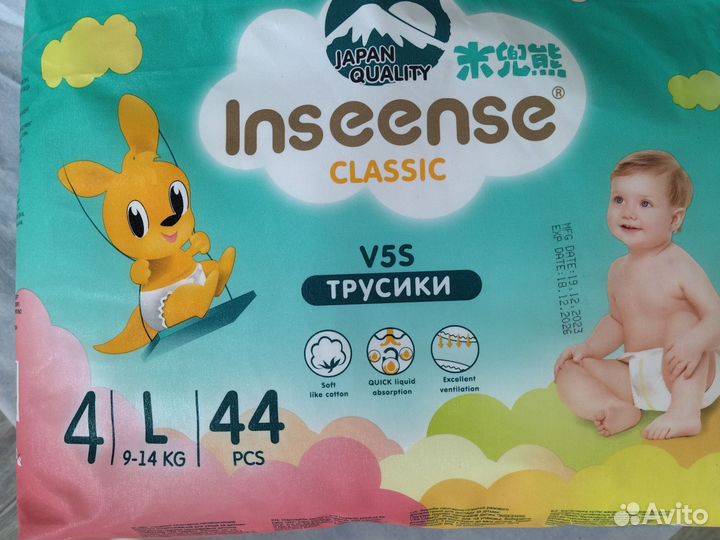 JAPAN
QUALITY
米兜熊
Inseense®
CLASSIC
V5S
ТРУСИКИ
MFG DATE:19.12.2023
EXP DATE:18.12.2026
Soft
like cotton
QUICK liquid
absorption
Excellent
ventilation
4 L 44
9-14 KG PCS
Avito